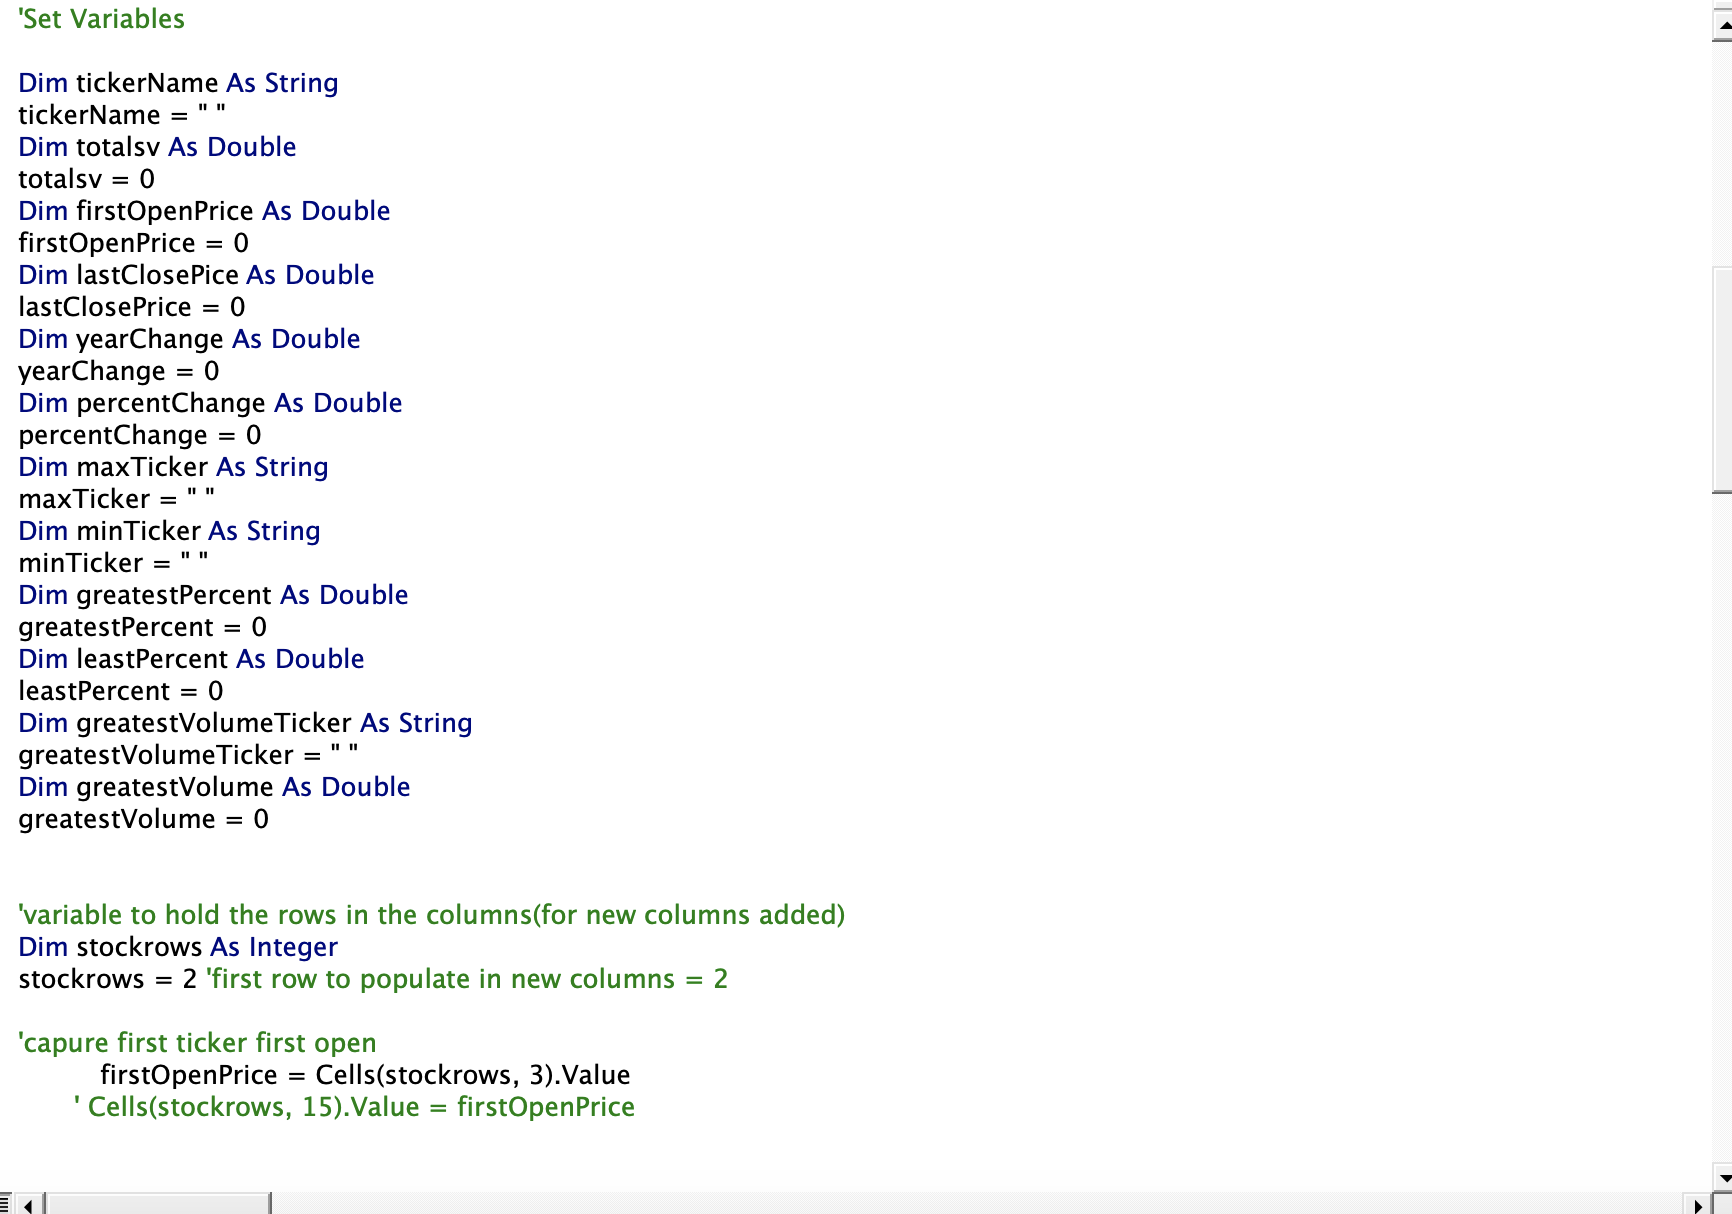 'Set Variables
Dim tickerName As String
tickerName = " "
Dim totalsv As Double
totalsv = 0
Dim firstOpenPrice As Double
firstOpenPrice = 0
Dim lastClosePice As Double
lastClosePrice = 0
Dim yearChange As Double
yearChange = 0
Dim percentChange As Double
percentChange = 0
Dim maxTicker As String
maxTicker = " "
Dim minTicker As String
minTicker = " "
Dim greatestPercent As Double
greatestPercent = 0
Dim leastPercent As Double
leastPercent = 0
Dim greatestVolumeTicker As String
greatestVolumeTicker = " "
Dim greatestVolume As Double
greatestVolume = 0
'variable to hold the rows in the columns(for new columns added)
Dim stockrows As Integer
stockrows = 2 'first row to populate in new columns = 2
'capure first ticker first open
firstOpenPrice = Cells(stockrows, 3).Value
' Cells(stockrows, 15).Value = firstOpenPrice